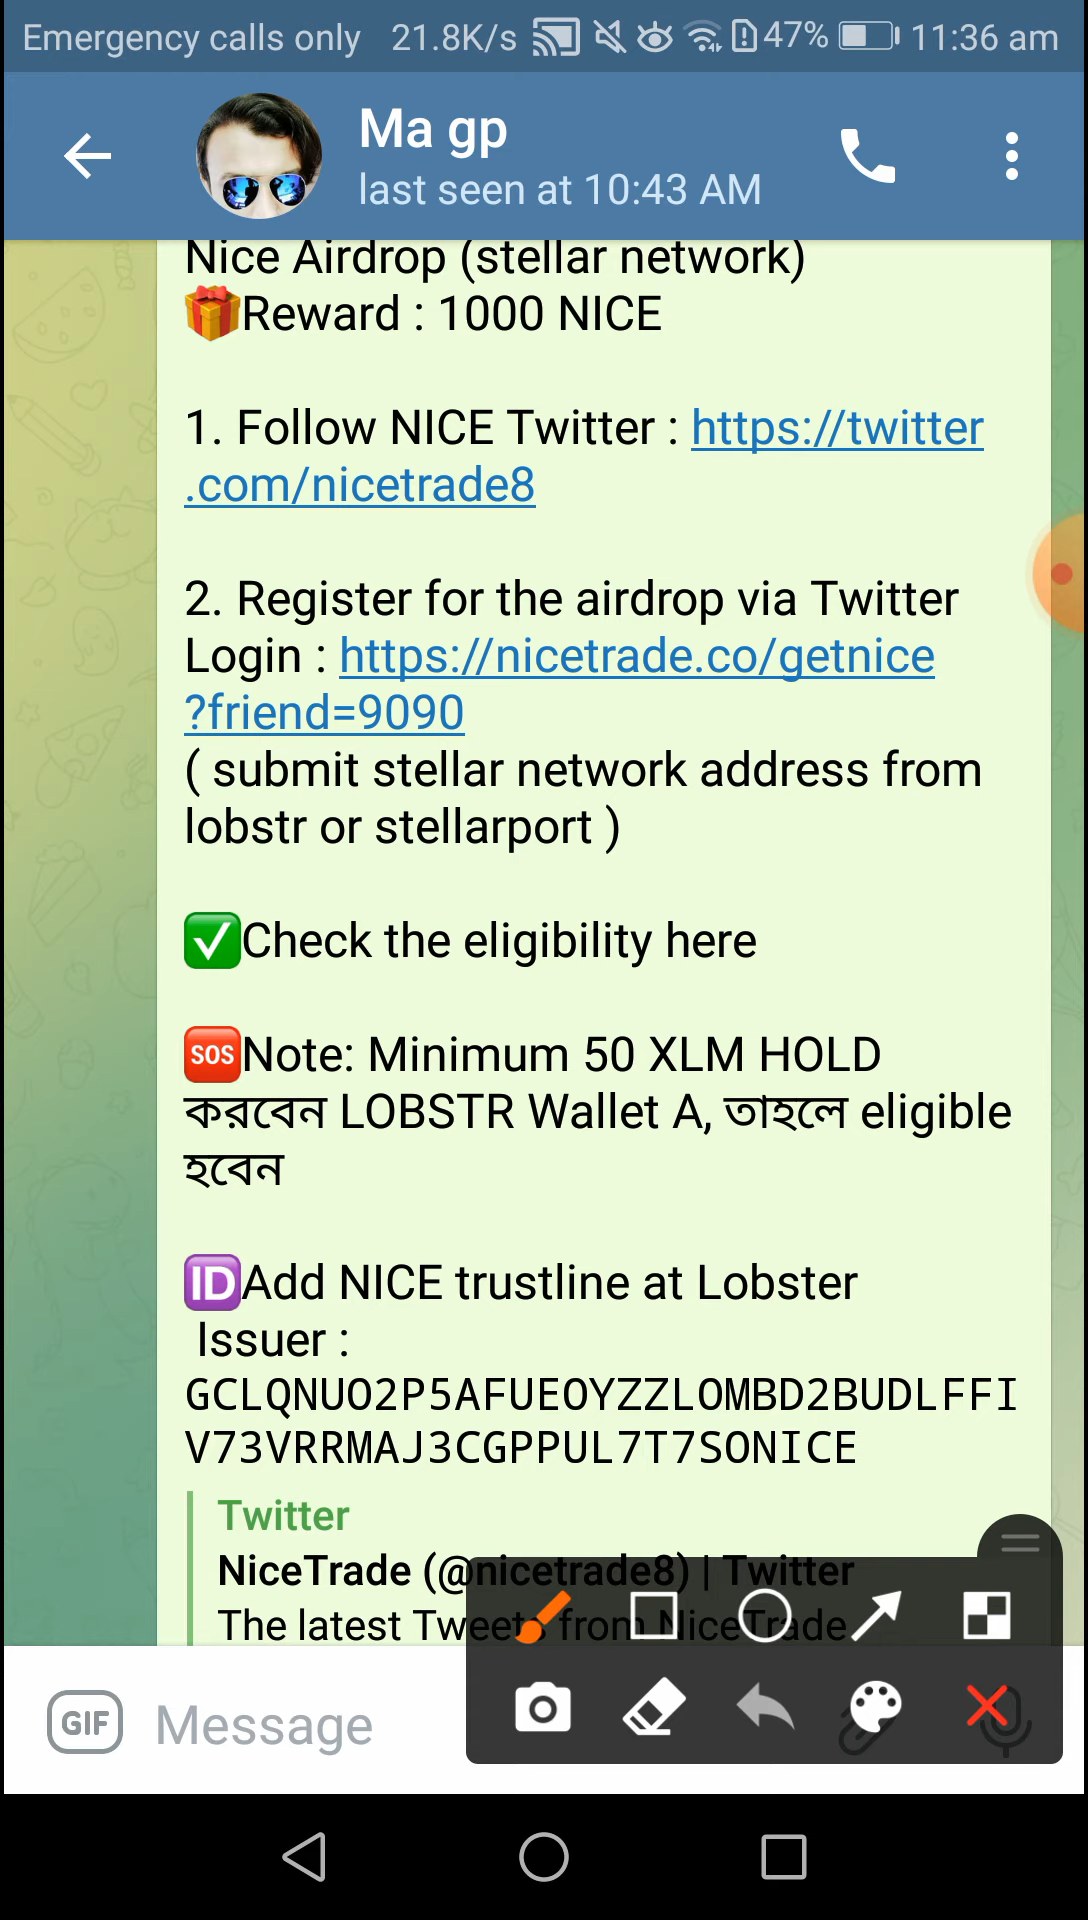 Emergency calls only 21.8K/s 47% 11:36 am
Ma gp
last seen at 10:43 AM
Nice Airdrop (stellar network)
🎁Reward : 1000 NICE
1. Follow NICE Twitter : https://twitter
.com/nicetrade8
2. Register for the airdrop via Twitter
Login : https://nicetrade.co/getnice
?friend=9090
( submit stellar network address from
lobstr or stellarport )
✅Check the eligibility here
🆘Note: Minimum 50 XLM HOLD
করবেন LOBSTR Wallet A, তাহলে eligible
হবেন
🆔Add NICE trustline at Lobster
Issuer :
GCLQNUO2P5AFUEOYZZLOMBD2BUDLFFI
V73VRRMAJ3CGPPUL7T7SONICE
Twitter
NiceTrade (@nicetrade8) | Twitter
The latest Tweets from NiceTrade
GIF Message